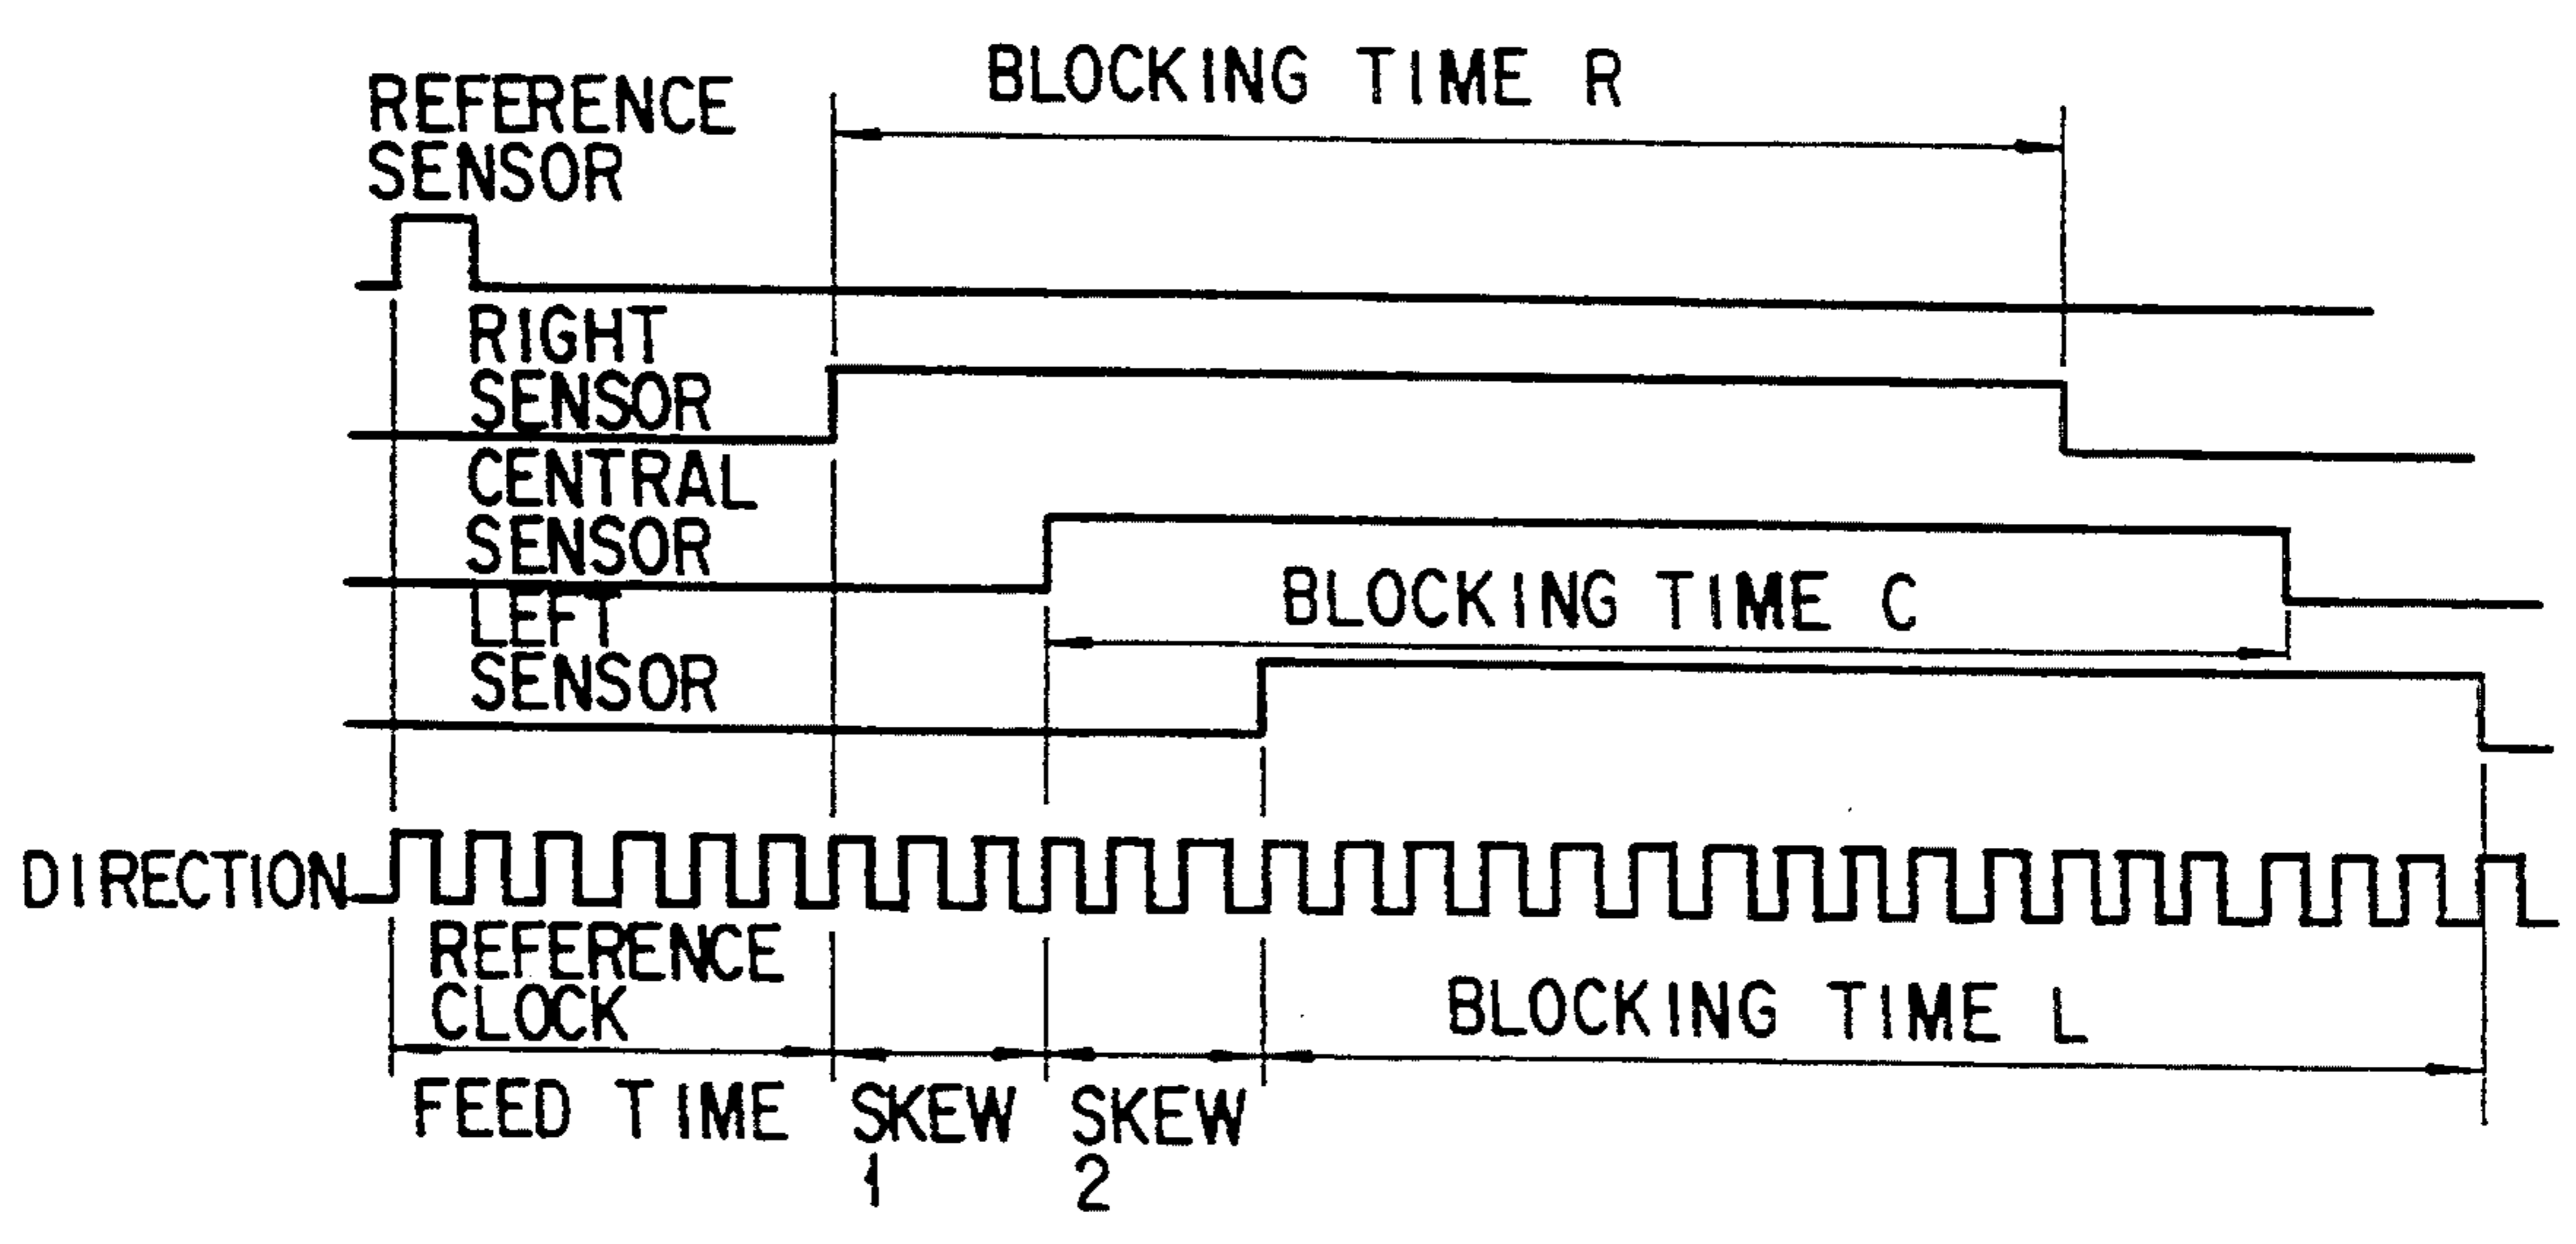 BLOCKING TIME R
REFERENCE
SENSOR
RIGHT
SENSOR
CENTRAL
SENSOR
BLOCKING TIME C
LEFT
SENSOR
DIRECTION
REFERENCE
CLOCK
BLOCKING TIME L
FEED TIME
SKEW
1
SKEW
2